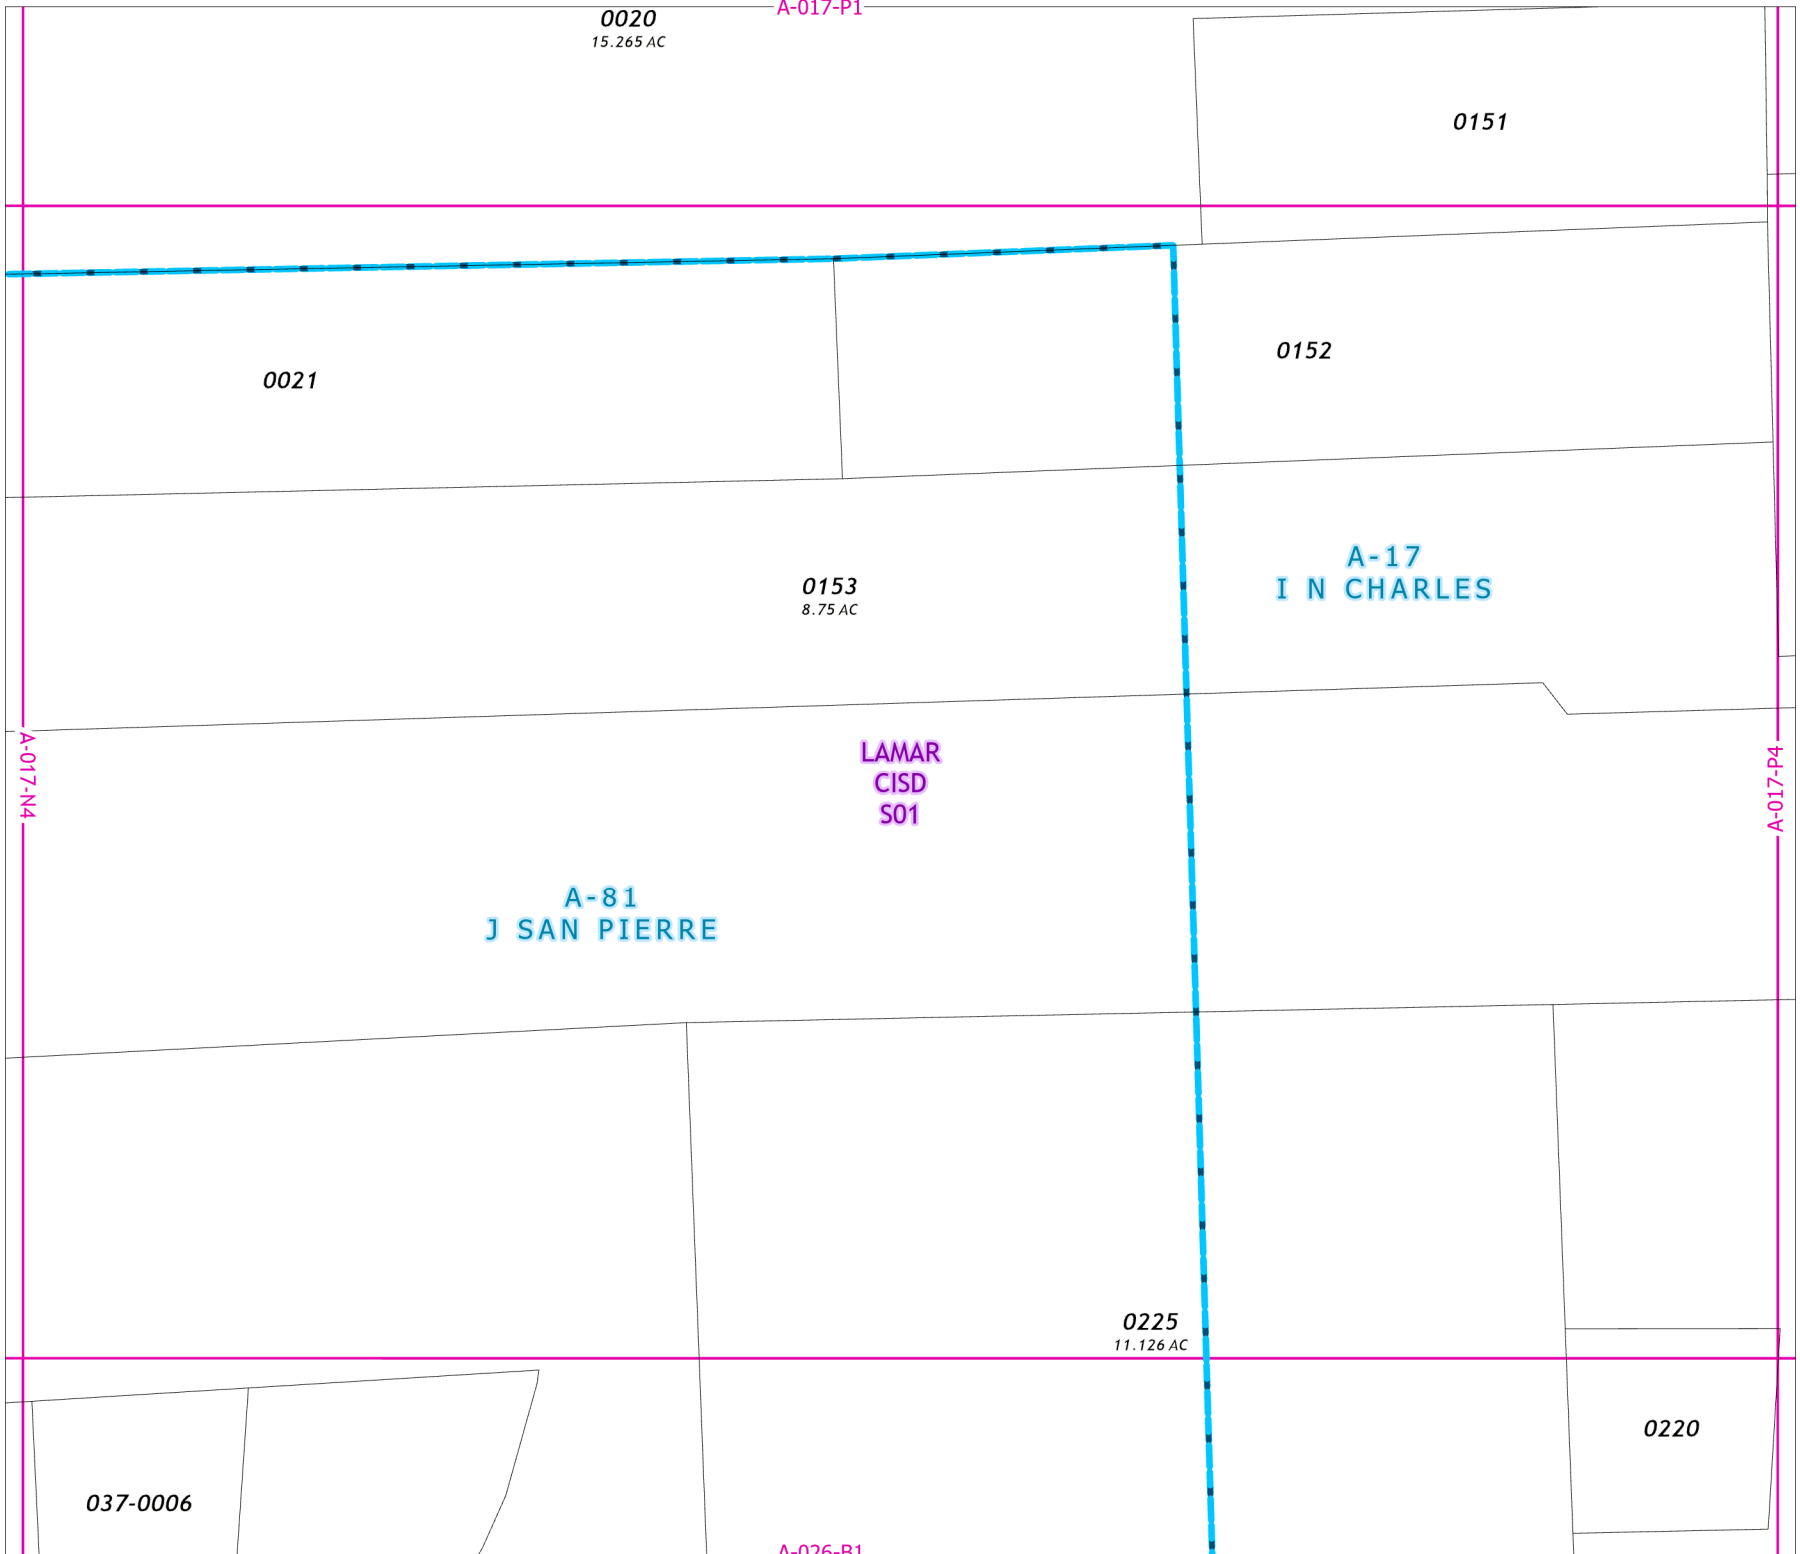 A-017-P1
0020
15.265 AC
0151
0152
0021
A-17
I N CHARLES
0153
8.75 AC
LAMAR
CISD
S01
A-017-N4
A-017-P4
A-81
J SAN PIERRE
0225
11.126 AC
0220
037-0006
A-026-B1